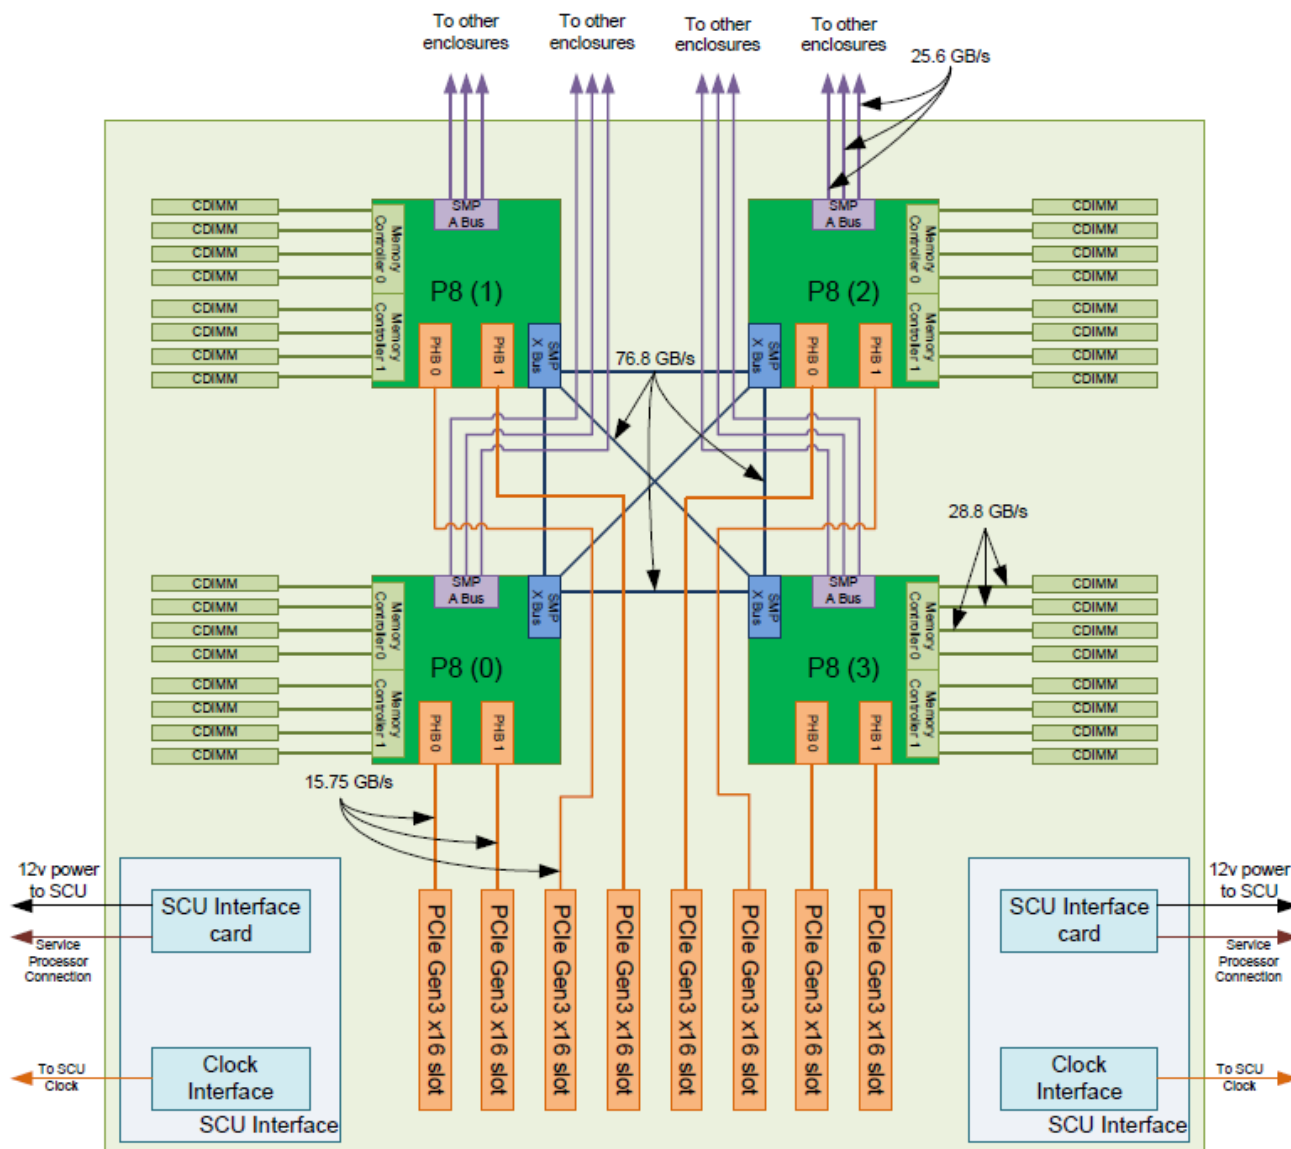 To other
enclosures
To other
enclosures
To other
enclosures
To other
enclosures
25.6 GB/s
CDIMM
CDIMM
CDIMM
CDIMM
CDIMM
CDIMM
CDIMM
CDIMM
Memory
Controller 0
Memory
Controller 1
SMP
A Bus
P8 (1)
PHB 0
PHB 1
SMP
X Bus
76.8 GB/s
SMP
A Bus
P8 (2)
SMP
X Bus
PHB 0
PHB 1
Memory
Controller 0
Memory
Controller 1
CDIMM
CDIMM
CDIMM
CDIMM
CDIMM
CDIMM
CDIMM
CDIMM
28.8 GB/s
CDIMM
CDIMM
CDIMM
CDIMM
CDIMM
CDIMM
CDIMM
CDIMM
Memory
Controller 0
Memory
Controller 1
SMP
A Bus
SMP
X Bus
P8 (0)
PHB 0
PHB 1
SMP
X Bus
SMP
A Bus
P8 (3)
PHB 0
PHB 1
Memory
Controller 0
Memory
Controller 1
CDIMM
CDIMM
CDIMM
CDIMM
CDIMM
CDIMM
CDIMM
CDIMM
15.75 GB/s
12v power
to SCU
Service
Processor
Connection
SCU Interface
card
To SCU
Clock
Clock
Interface
SCU Interface
PCIe Gen3 x16 slot
PCIe Gen3 x16 slot
PCIe Gen3 x16 slot
PCIe Gen3 x16 slot
PCIe Gen3 x16 slot
PCIe Gen3 x16 slot
PCIe Gen3 x16 slot
PCIe Gen3 x16 slot
SCU Interface
card
12v power
to SCU
Service
Processor
Connection
Clock
Interface
To SCU
Clock
SCU Interface